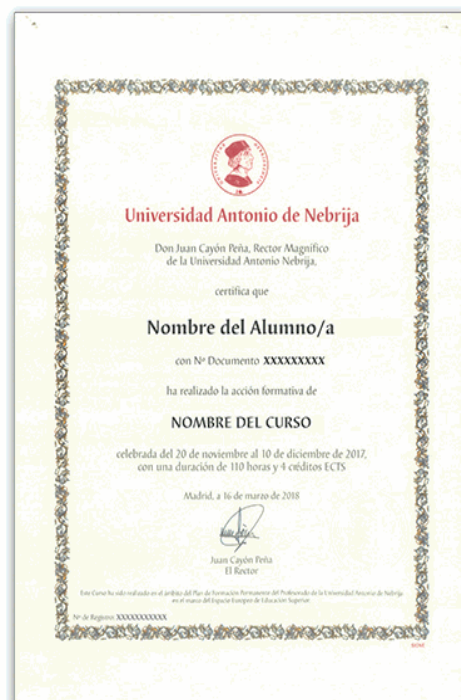 Universidad Antonio de Nebrija
Don Juan Cayón Peña, Rector Magnífico
de la Universidad Antonio Nebrija,
certifica que
Nombre del Alumno/a
con Nº Documento XXXXXXXXX
ha realizado la acción formativa de
NOMBRE DEL CURSO
celebrada del 20 de noviembre al 10 de diciembre de 2017,
con una duración de 110 horas y 4 créditos ECTS
Madrid, a 16 de marzo de 2018
Juan Cayón Peña
El Rector
Este Curso ha sido realizado en el ámbito del Plan de Formación Permanente del Profesorado de la Universidad Antonio de Nebrija
en el marco del Espacio Europeo de Educación Superior
Nº de Registro XXXXXXXXXXX